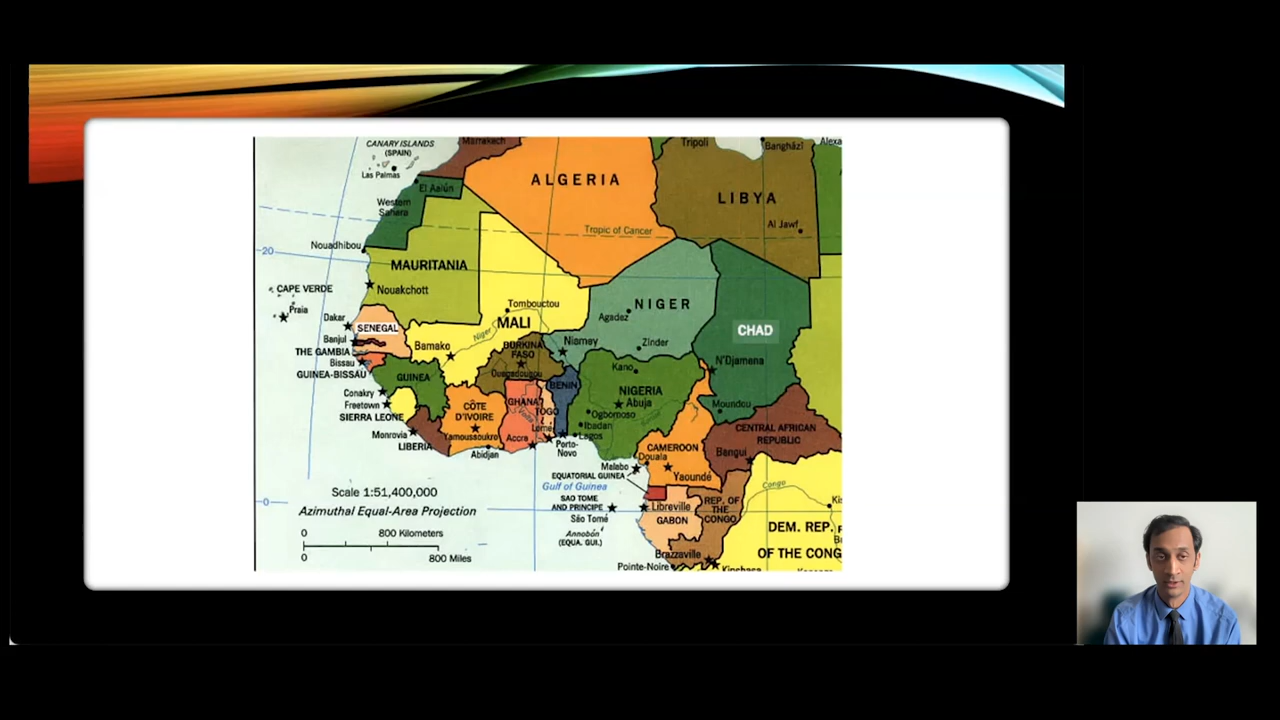 CANARY ISLANDS
(SPAIN)
Las Palmas
Marrakech
El Aaiún
Western
Sahara
ALGERIA
Tripoli
Banghāzī
Alexa
LIBYA
Al Jawf
Tropic of Cancer
Nouadhibou
20
MAURITANIA
Nouakchott
CAPE VERDE
Praia
Tombouctou
MALI
Niger
NIGER
Agadez
Zinder
Niamey
CHAD
N'Djamena
Moundou
Dakar
SENEGAL
Banjul
THE GAMBIA
Bissau
GUINEA-BISSAU
Bamako
BURKINA
FASO
Ouagadougou
GUINEA
Conakry
Freetown
SIERRA LEONE
Monrovia
LIBERIA
CÔTE
D'IVOIRE
Yamoussoukro
Abidjan
GHANA
Volta
Accra
TOGO
Lomé
BENIN
Porto-
Novo
Kano
NIGERIA
Abuja
Ogbomoso
Ibadan
Lagos
CAMEROON
Douala
Yaoundé
CENTRAL AFRICAN
REPUBLIC
Bangui
Malabo
EQUATORIAL GUINEA
Gulf of Guinea
SAO TOME
AND PRINCIPE
São Tomé
Annobón
(EQUA. GUI.)
Libreville
GABON
REP. OF
THE
CONGO
Congo
Kis
DEM. REP.
OF THE CONG
Brazzaville
Pointe-Noire
Kinshasa
0
Scale 1:51,400,000
Azimuthal Equal-Area Projection
0 800 Kilometers
0 800 Miles